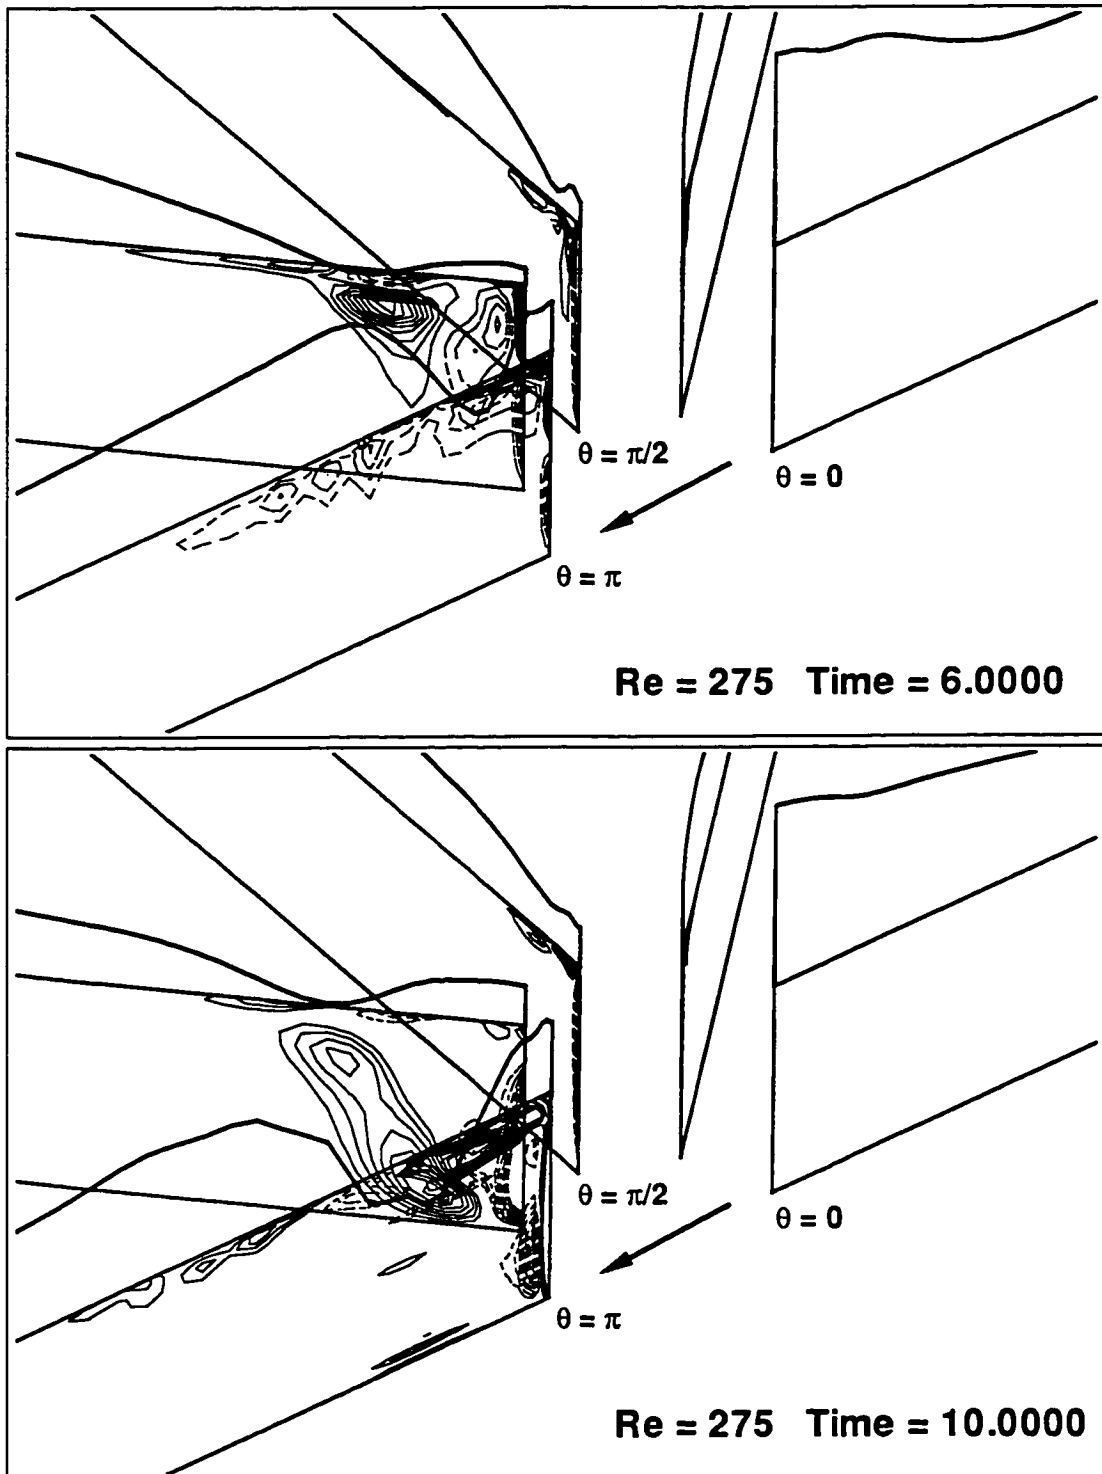 θ = π/2
θ = 0
θ = π
Re = 275 Time = 6.0000
θ = π/2
θ = 0
θ = π
Re = 275 Time = 10.0000